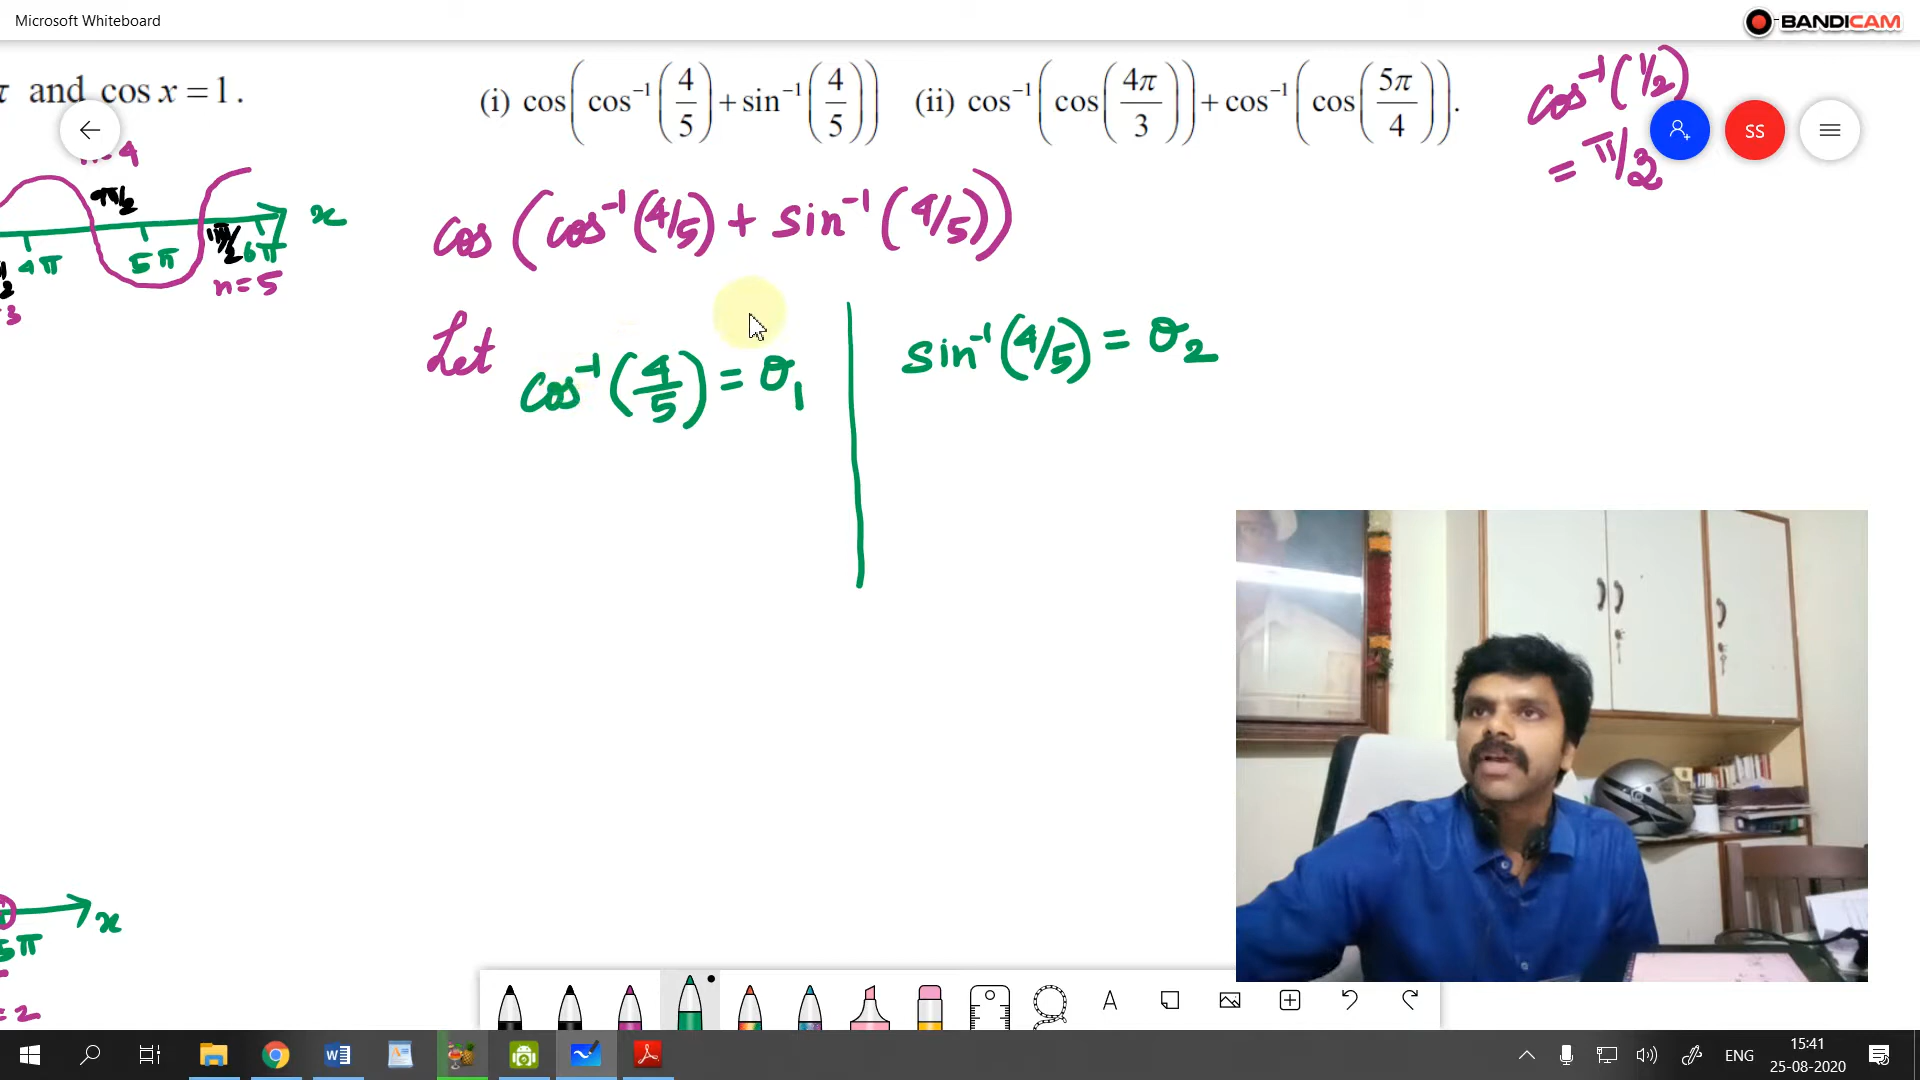 Microsoft Whiteboard
BANDICAM
π and cos x = 1.
(i) cos(cos⁻¹(4/5) + sin⁻¹(4/5)) (ii) cos⁻¹(cos(4π/3)) + cos⁻¹(cos(5π/4)).
cos⁻¹(1/2)
= π/3
SS
cos (cos⁻¹(4/5) + sin⁻¹(4/5))
x
4π
5π
6π
n=5
Let
cos⁻¹(4/5) = θ₁
sin⁻¹(4/5) = θ₂
x
5π
= 2
A
ENG
15:41
25-08-2020